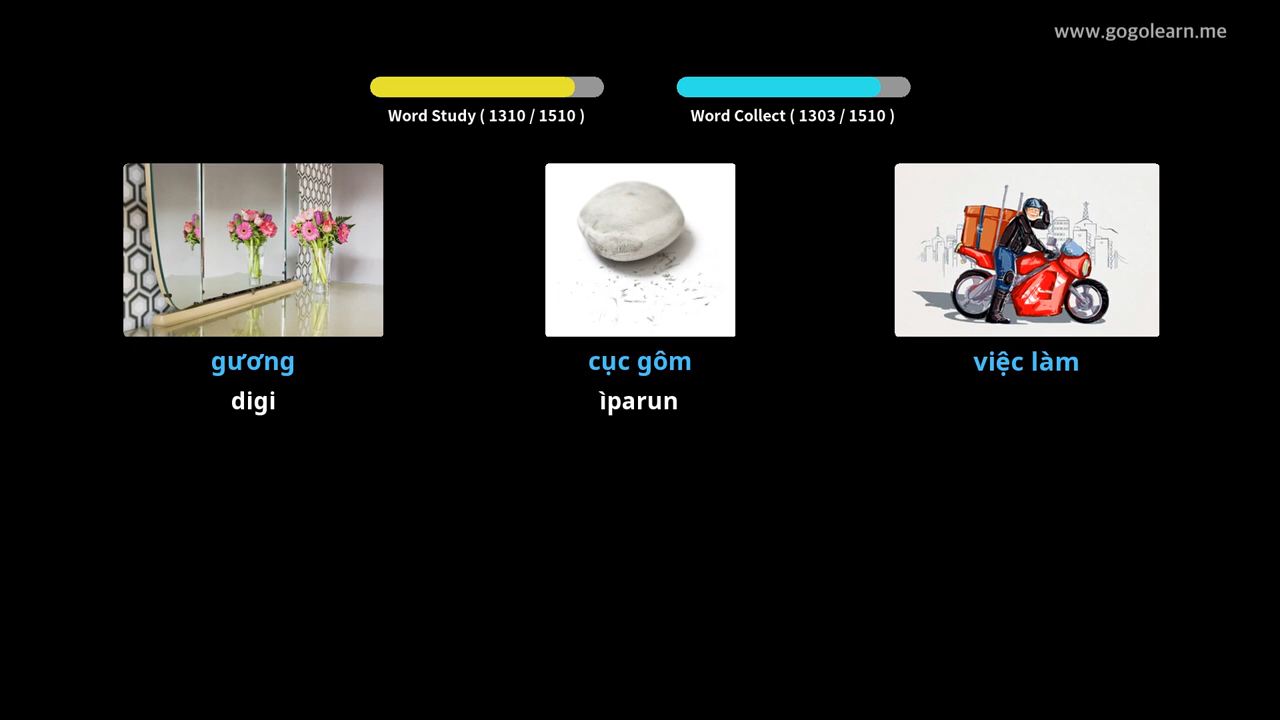 www.gogolearn.me
Word Study ( 1310 / 1510 )
Word Collect ( 1303 / 1510 )
gương
cục gôm
việc làm
digi
ìparun